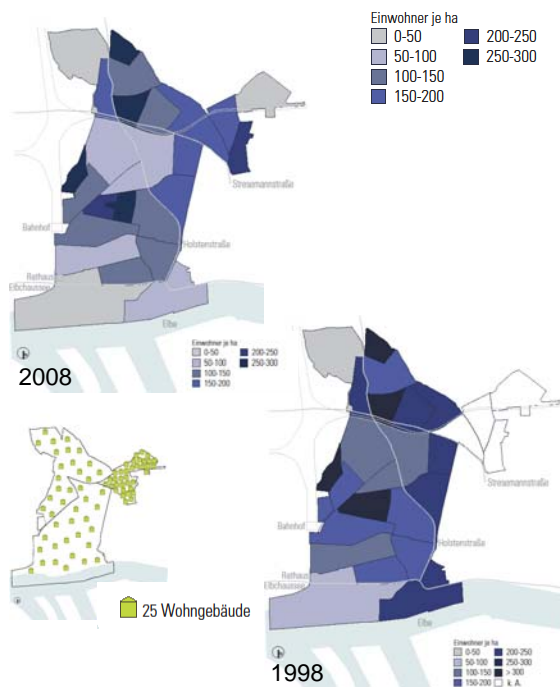 Einwohner je ha
0-50
200-250
50-100
250-300
100-150
150-200
Stresemannstraße
Bahnhof
Holstenstraße
Rathaus
Elbchaussee
Elbe
Einwohner je ha
0-50
200-250
50-100
250-300
100-150
150-200
2008
25 Wohngebäude
Stresemannstraße
Bahnhof
Holstenstraße
Rathaus
Elbchaussee
Elbe
Einwohner je ha
0-50
200-250
50-100
250-300
100-150
> 300
150-200
k. A.
1998